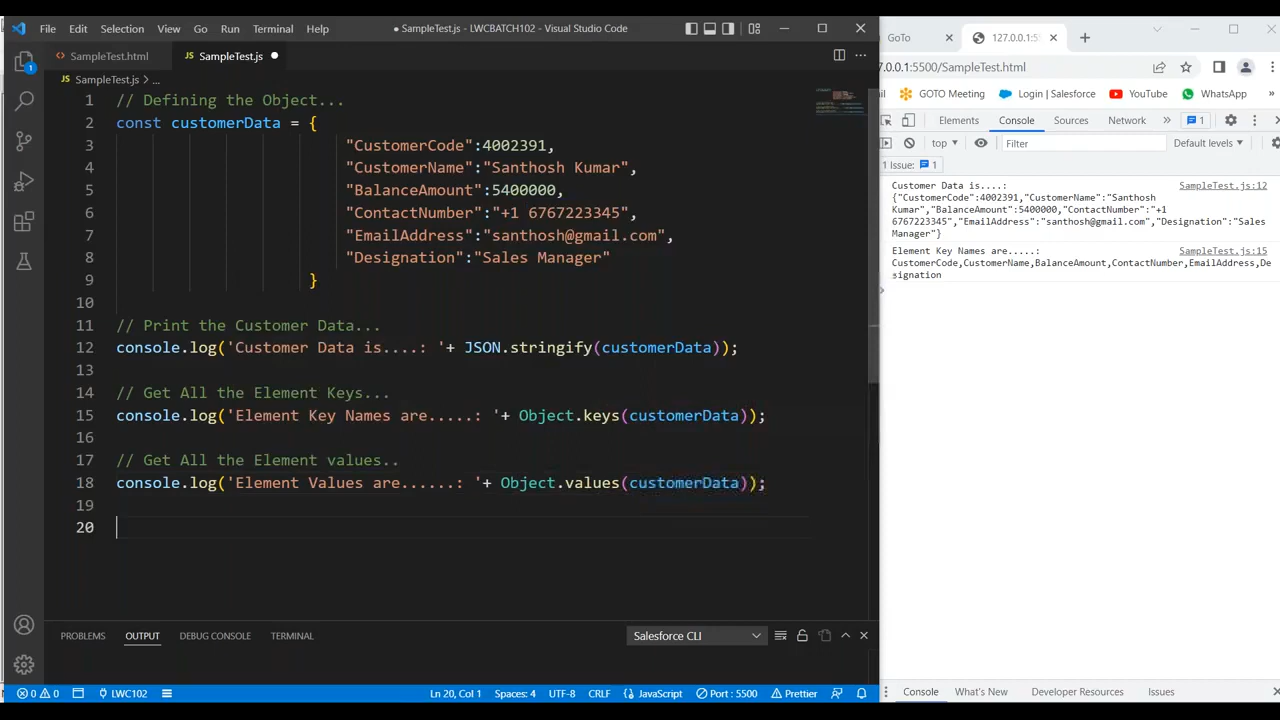 File Edit Selection View Go Run Terminal Help
● SampleTest.js - LWCBATCH102 - Visual Studio Code
<> SampleTest.html
JS SampleTest.js ●
JS SampleTest.js > ...
1 // Defining the Object...
2 const customerData = {
3 "CustomerCode":4002391,
4 "CustomerName":"Santhosh Kumar",
5 "BalanceAmount":5400000,
6 "ContactNumber":"+1 6767223345",
7 "EmailAddress":"santhosh@gmail.com",
8 "Designation":"Sales Manager"
9 }
10
11 // Print the Customer Data...
12 console.log('Customer Data is....: '+ JSON.stringify(customerData));
13
14 // Get All the Element Keys...
15 console.log('Element Key Names are.....: '+ Object.keys(customerData));
16
17 // Get All the Element values..
18 console.log('Element Values are......: '+ Object.values(customerData));
19
20
1
PROBLEMS OUTPUT DEBUG CONSOLE TERMINAL
Salesforce CLI
0 0 LWC102
Ln 20, Col 1 Spaces: 4 UTF-8 CRLF {} JavaScript Port : 5500 Prettier
GoTo
127.0.0.1:55
7.0.0.1:5500/SampleTest.html
ail GOTO Meeting Login | Salesforce YouTube WhatsApp
Elements Console Sources Network » 1
top Filter Default levels
1 Issue: 1
Customer Data is....: SampleTest.js:12
{"CustomerCode":4002391,"CustomerName":"Santhosh
Kumar","BalanceAmount":5400000,"ContactNumber":"+1
6767223345","EmailAddress":"santhosh@gmail.com","Designation":"Sales
Manager"}
Element Key Names are.....: SampleTest.js:15
CustomerCode,CustomerName,BalanceAmount,ContactNumber,EmailAddress,De
signation
Console What's New Developer Resources Issues